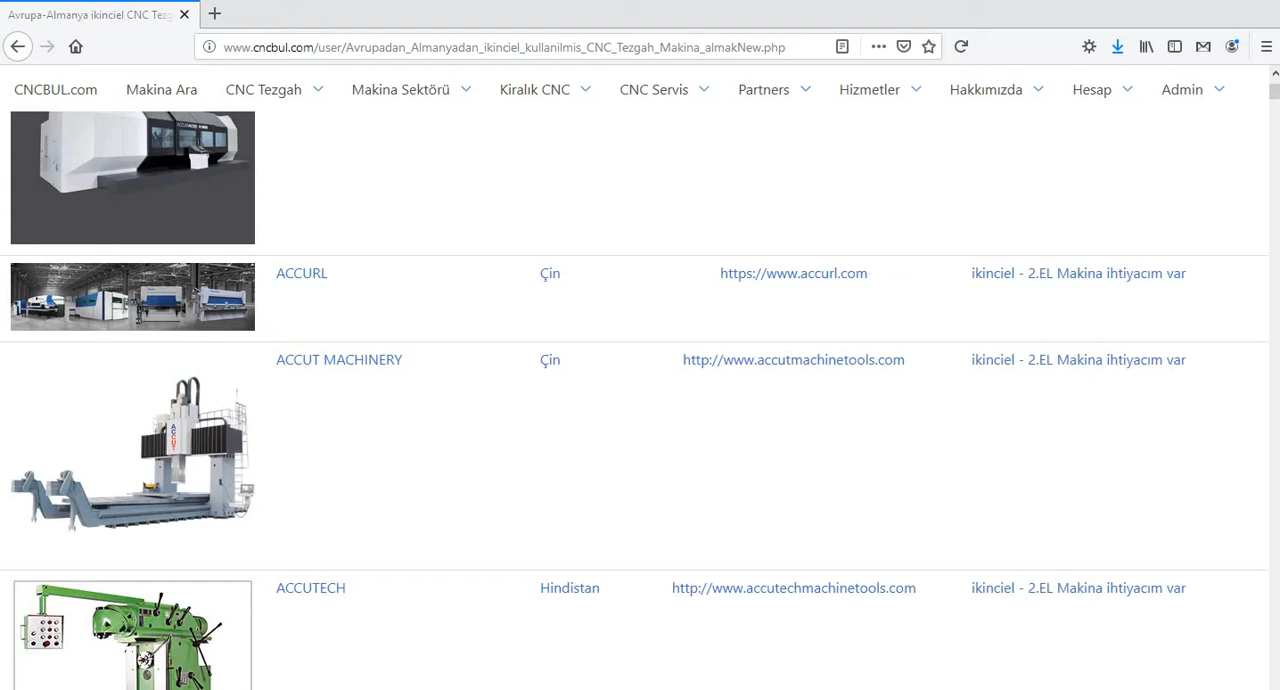 Avrupa-Almanya ikinciel CNC Tezg
www.cncbul.com/user/Avrupadan_Almanyadan_ikinciel_kullanilmis_CNC_Tezgah_Makina_almakNew.php
CNCBUL.com Makina Ara CNC Tezgah Makina Sektörü Kiralık CNC CNC Servis Partners Hizmetler Hakkımızda Hesap Admin
ACCURL Çin https://www.accurl.com ikinciel - 2.EL Makina ihtiyacım var
ACCUT MACHINERY Çin http://www.accutmachinetools.com ikinciel - 2.EL Makina ihtiyacım var
ACCUT
ACCUTECH Hindistan http://www.accutechmachinetools.com ikinciel - 2.EL Makina ihtiyacım var